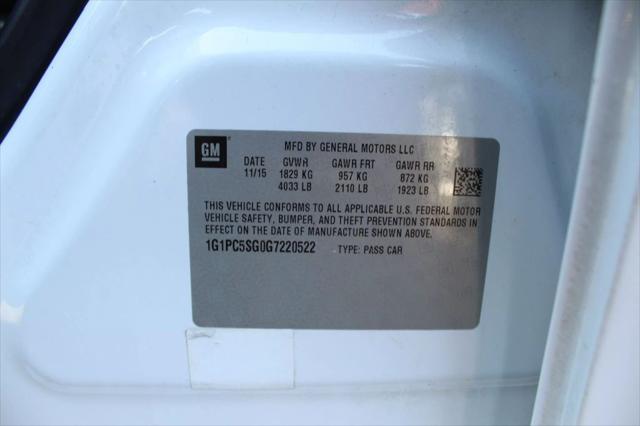 GM
MFD BY GENERAL MOTORS LLC
DATE GVWR GAWR FRT GAWR RR
11/15 1829 KG 957 KG 872 KG
4033 LB 2110 LB 1923 LB
THIS VEHICLE CONFORMS TO ALL APPLICABLE U.S. FEDERAL MOTOR
VEHICLE SAFETY, BUMPER, AND THEFT PREVENTION STANDARDS IN
EFFECT ON THE DATE OF MANUFACTURE SHOWN ABOVE.
1G1PC5SG0G7220522 TYPE: PASS CAR